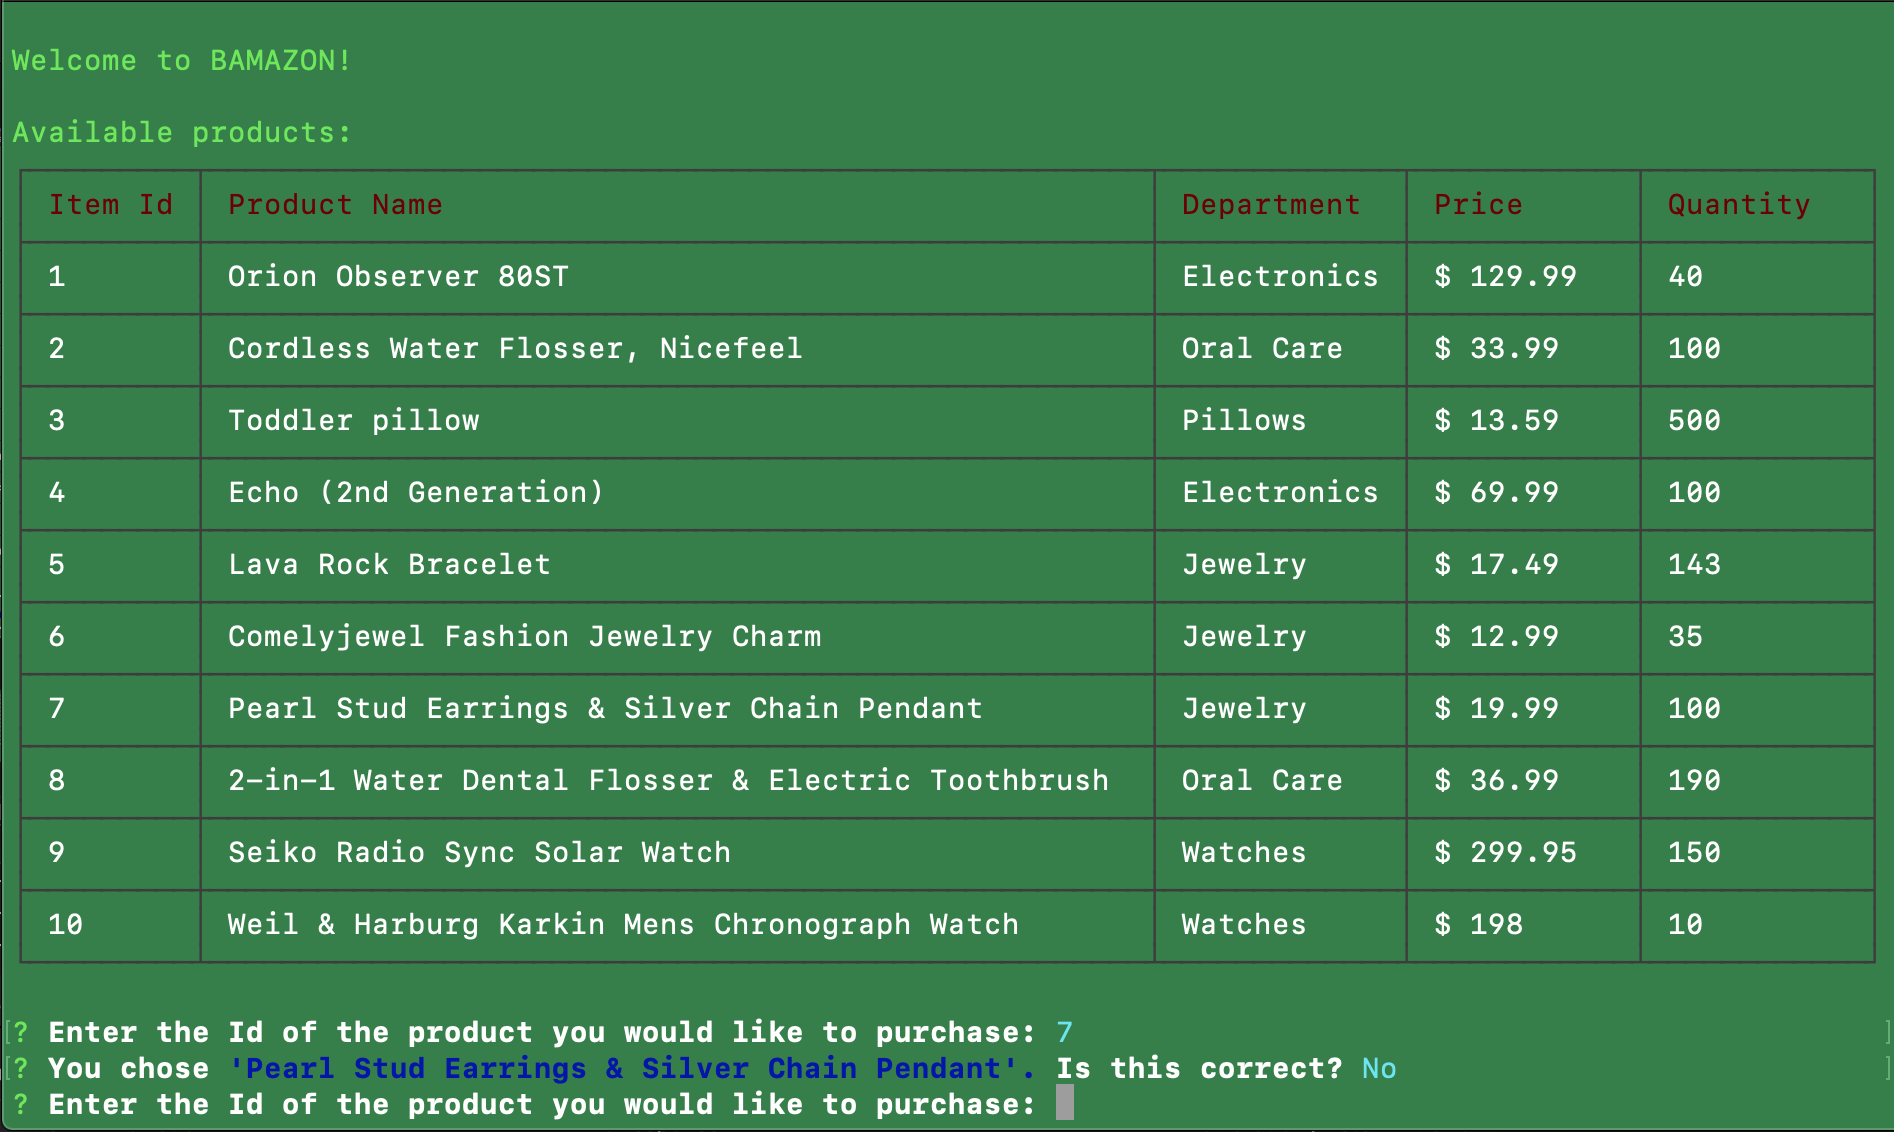 Welcome to BAMAZON!
Available products:
Item Id Product Name Department Price Quantity
1 Orion Observer 80ST Electronics $ 129.99 40
2 Cordless Water Flosser, Nicefeel Oral Care $ 33.99 100
3 Toddler pillow Pillows $ 13.59 500
4 Echo (2nd Generation) Electronics $ 69.99 100
5 Lava Rock Bracelet Jewelry $ 17.49 143
6 Comelyjewel Fashion Jewelry Charm Jewelry $ 12.99 35
7 Pearl Stud Earrings & Silver Chain Pendant Jewelry $ 19.99 100
8 2-in-1 Water Dental Flosser & Electric Toothbrush Oral Care $ 36.99 190
9 Seiko Radio Sync Solar Watch Watches $ 299.95 150
10 Weil & Harburg Karkin Mens Chronograph Watch Watches $ 198 10
[? Enter the Id of the product you would like to purchase: 7 ]
[? You chose 'Pearl Stud Earrings & Silver Chain Pendant'. Is this correct? No ]
? Enter the Id of the product you would like to purchase: